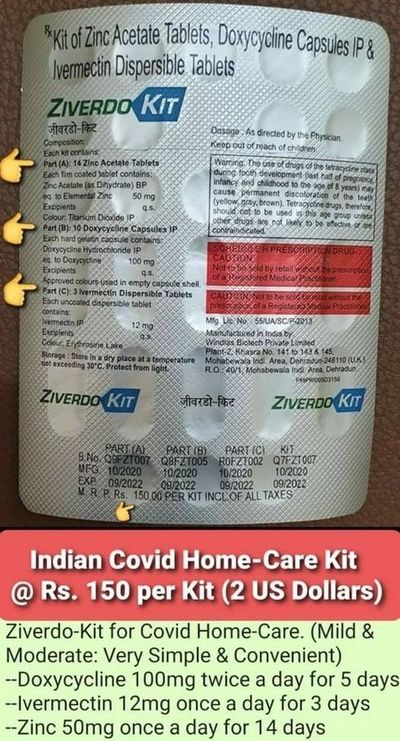 Rx Kit of Zinc Acetate Tablets, Doxycycline Capsules IP &
Ivermectin Dispersible Tablets
ZIVERDO KIT
जीवरडो-किट
Composition:
Each kit contains:
Part (A): 14 Zinc Acetate Tablets
Each film coated tablet contains:
Zinc Acetate (as Dihydrate) BP
eq. to Elemental Zinc 50 mg
Excipients q.s.
Colour: Titanium Dioxide IP
Part (B): 10 Doxycycline Capsules IP
Each hard gelatin capsule contains:
Doxycycline Hydrochloride IP
eq. to Doxycycline 100 mg
Excipients q.s.
Approved colours used in empty capsule shell.
Part (C): 3 Ivermectin Dispersible Tablets
Each uncoated dispersible tablet
contains:
Ivermectin IP 12 mg
Excipients q.s.
Colour: Erythrosine Lake
Storage : Store in a dry place at a temperature
not exceeding 30°C. Protect from light.
Dosage : As directed by the Physician.
Keep out of reach of children.
Warning: The use of drugs of the tetracycline class
during tooth development (last half of pregnancy,
infancy and childhood to the age of 8 years) may
cause permanent discoloration of the teeth
(yellow, gray, brown). Tetracycline drugs, therefore,
should not to be used in this age group unless
other drugs are not likely to be effective or are
contraindicated.
SCHEDULE H PRESCRIPTION DRUG-
CAUTION
Not to be sold by retail without the prescription
of a Registered Medical Practitioner.
CAUTION: Not to be sold by retail without the
prescription of a Registered Medical Practitioner.
Mfg. Lic. No.: 55/UA/SC/P-2013
Manufactured in India by:
Windlas Biotech Private Limited
Plant-2, Khasra No. 141 to 143 & 145,
Mohabewala Indl. Area, Dehradun-248110 (U.K.)
R.O.: 40/1, Mohabewala Indl. Area, Dehradun.
ZIVERDO KIT जीवरडो-किट ZIVERDO KIT
PART (A) PART (B) PART (C) KIT
B.No. Q9FZT007 Q8FZT005 R0FZT002 Q7FZT007
MFG 10/2020 10/2020 10/2020 10/2020
EXP 09/2022 09/2022 09/2022 09/2022
M. R. P. Rs. 150.00 PER KIT INCL.OF ALL TAXES
Indian Covid Home-Care Kit
@ Rs. 150 per Kit (2 US Dollars)
Ziverdo-Kit for Covid Home-Care. (Mild &
Moderate: Very Simple & Convenient)
--Doxycycline 100mg twice a day for 5 days
--Ivermectin 12mg once a day for 3 days
--Zinc 50mg once a day for 14 days